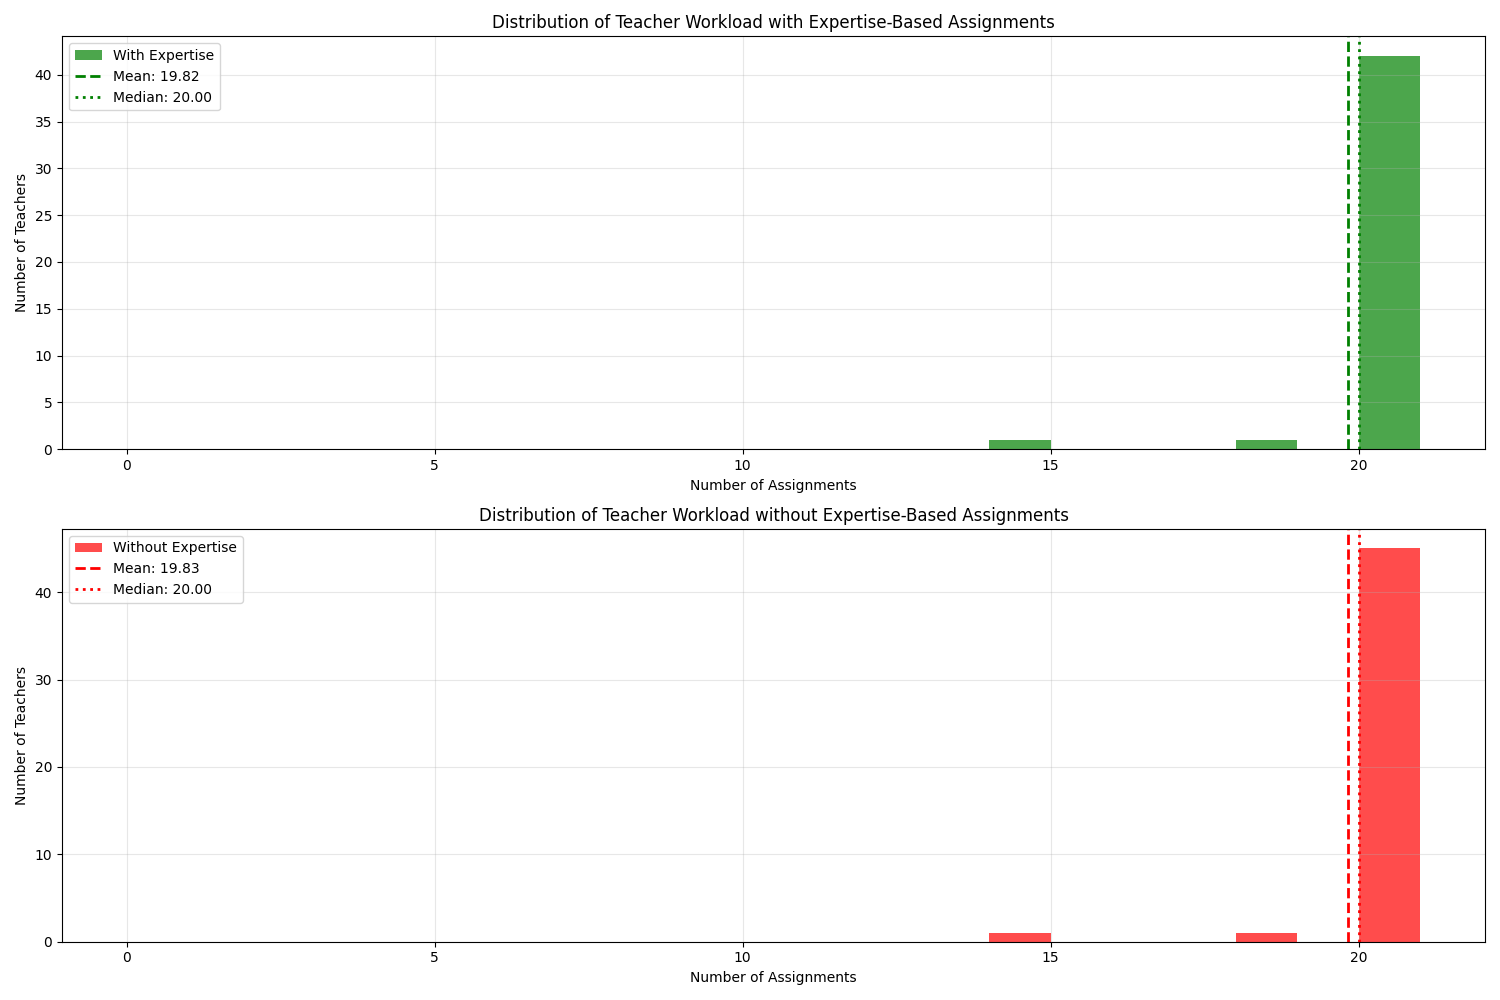 Distribution of Teacher Workload with Expertise-Based Assignments
With Expertise
Mean: 19.82
Median: 20.00
Number of Teachers
40
35
30
25
20
15
10
5
0
0 5 10 15 20
Number of Assignments
Distribution of Teacher Workload without Expertise-Based Assignments
Without Expertise
Mean: 19.83
Median: 20.00
Number of Teachers
40
30
20
10
0
0 5 10 15 20
Number of Assignments